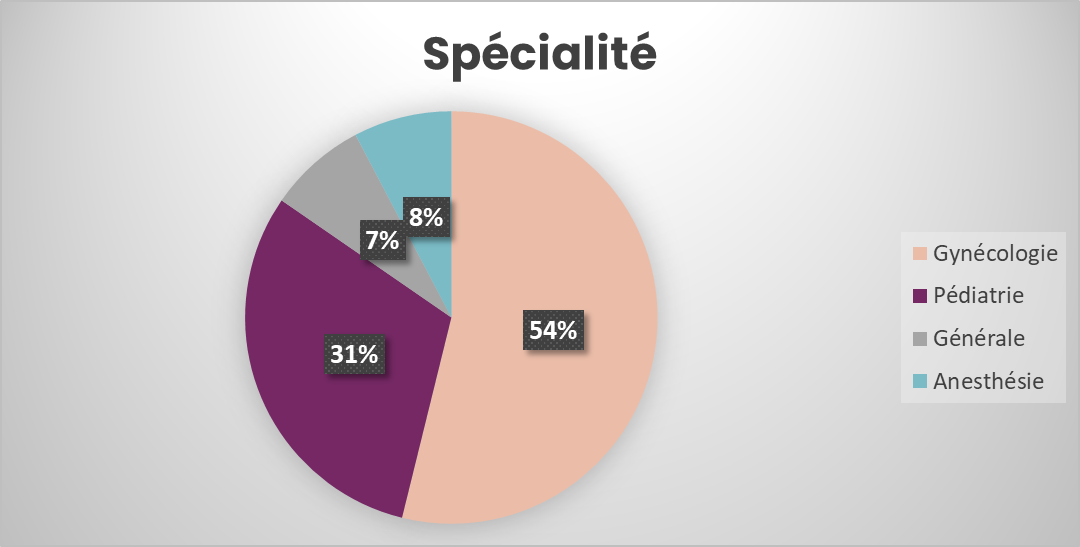 Spécialité
8%
7%
54%
31%
Gynécologie
Pédiatrie
Générale
Anesthésie